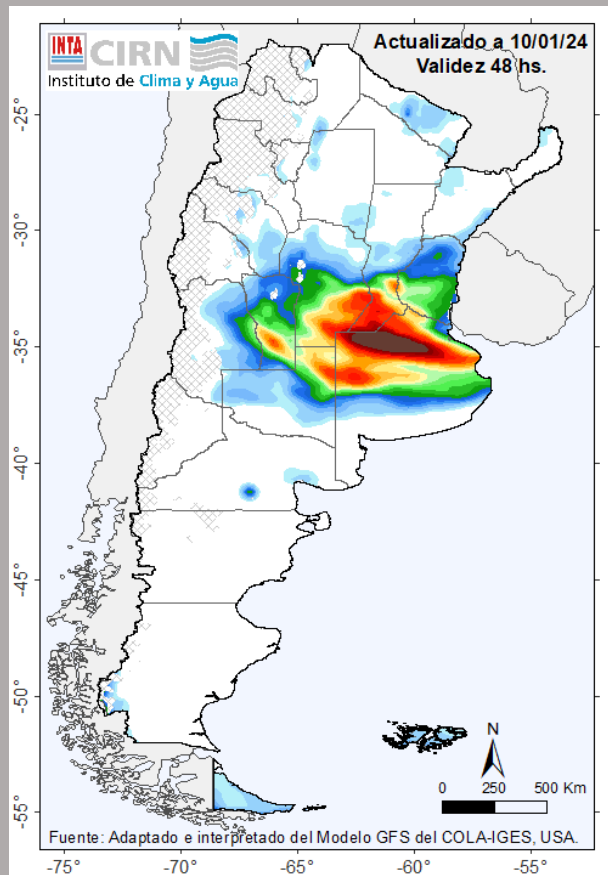 INTA CIRN
Instituto de Clima y Agua
Actualizado a 10/01/24
Validez 48 hs.
-25°
-30°
-35°
-40°
-45°
-50°
-55°
N
0 250 500 Km
Fuente: Adaptado e interpretado del Modelo GFS del COLA-IGES, USA.
-75° -70° -65° -60° -55°